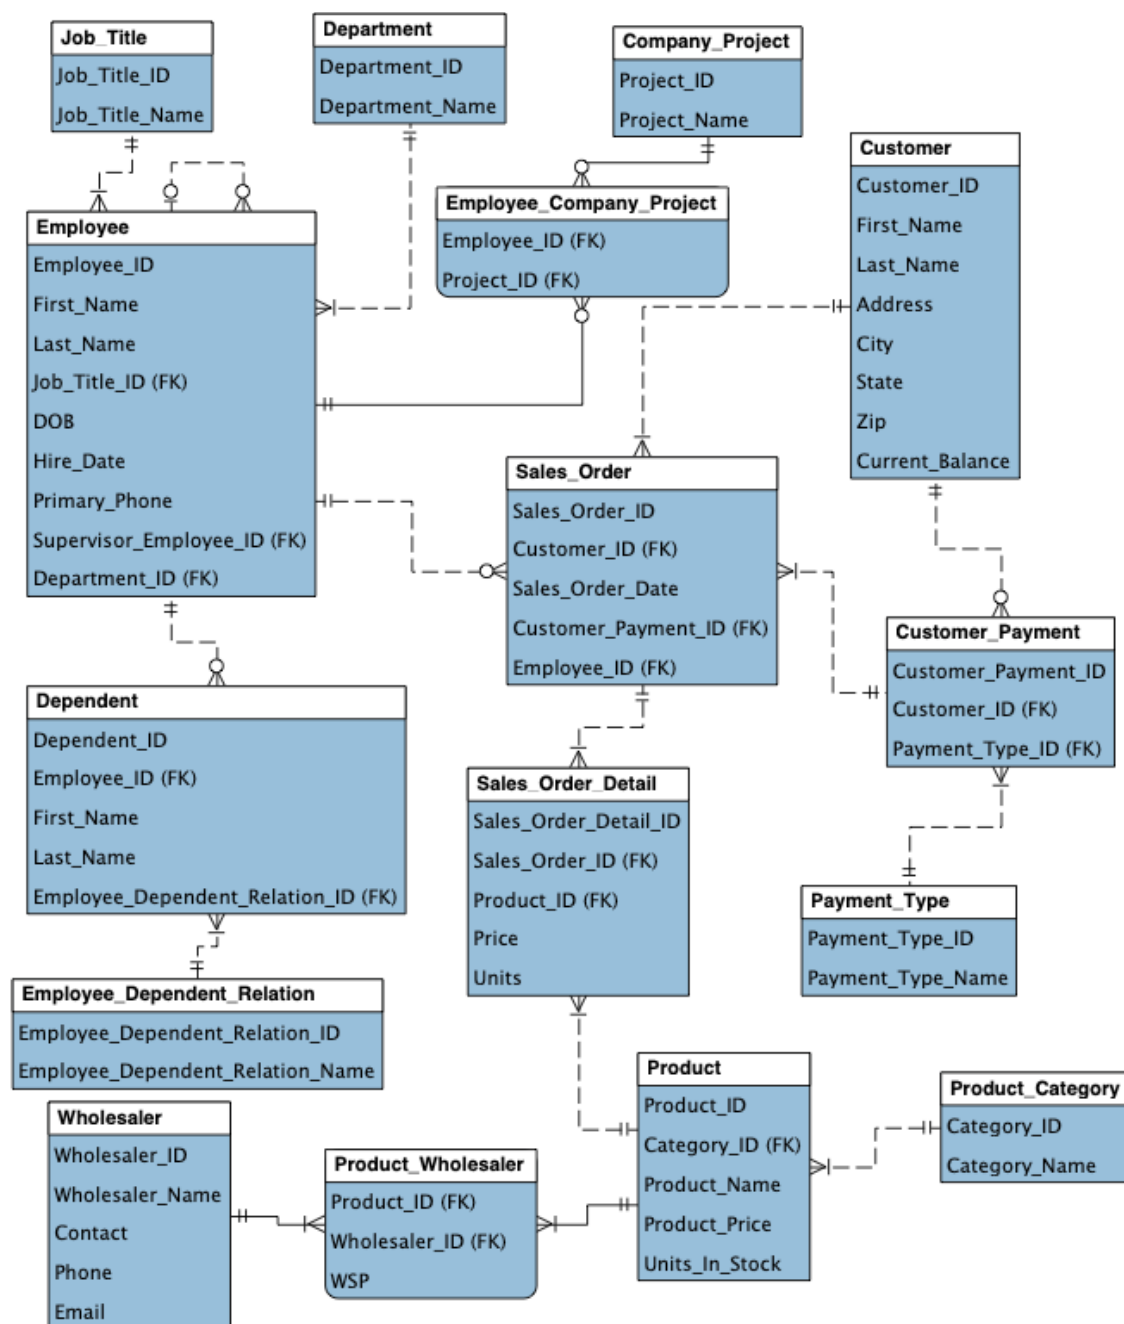 Job_Title
Job_Title_ID
Job_Title_Name
Department
Department_ID
Department_Name
Company_Project
Project_ID
Project_Name
Customer
Customer_ID
First_Name
Last_Name
Address
City
State
Zip
Current_Balance
Employee_Company_Project
Employee_ID (FK)
Project_ID (FK)
Employee
Employee_ID
First_Name
Last_Name
Job_Title_ID (FK)
DOB
Hire_Date
Primary_Phone
Supervisor_Employee_ID (FK)
Department_ID (FK)
Sales_Order
Sales_Order_ID
Customer_ID (FK)
Sales_Order_Date
Customer_Payment_ID (FK)
Employee_ID (FK)
Customer_Payment
Customer_Payment_ID
Customer_ID (FK)
Payment_Type_ID (FK)
Dependent
Dependent_ID
Employee_ID (FK)
First_Name
Last_Name
Employee_Dependent_Relation_ID (FK)
Sales_Order_Detail
Sales_Order_Detail_ID
Sales_Order_ID (FK)
Product_ID (FK)
Price
Units
Payment_Type
Payment_Type_ID
Payment_Type_Name
Employee_Dependent_Relation
Employee_Dependent_Relation_ID
Employee_Dependent_Relation_Name
Product
Product_ID
Category_ID (FK)
Product_Name
Product_Price
Units_In_Stock
Product_Category
Category_ID
Category_Name
Wholesaler
Wholesaler_ID
Wholesaler_Name
Contact
Phone
Email
Product_Wholesaler
Product_ID (FK)
Wholesaler_ID (FK)
WSP